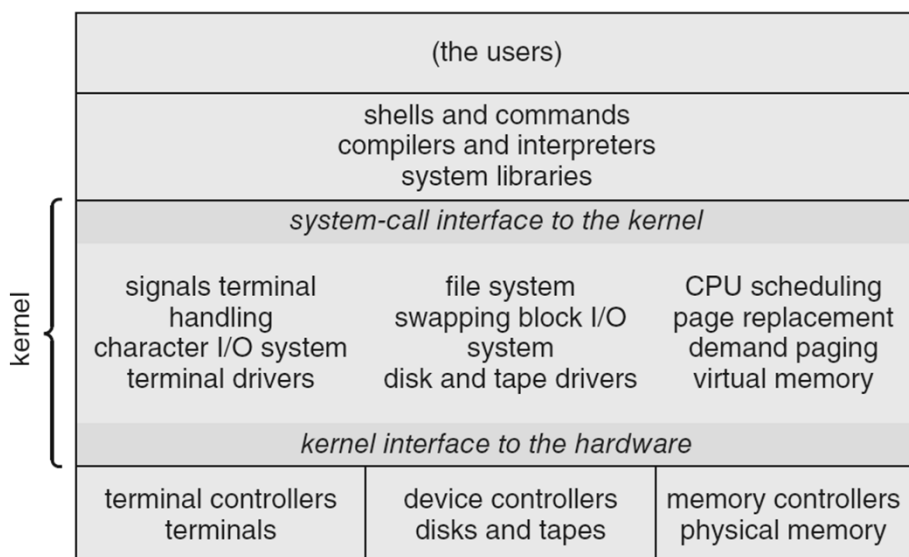 (the users)
shells and commands
compilers and interpreters
system libraries
kernel
system-call interface to the kernel
signals terminal
handling
character I/O system
terminal drivers
file system
swapping block I/O
system
disk and tape drivers
CPU scheduling
page replacement
demand paging
virtual memory
kernel interface to the hardware
terminal controllers
terminals
device controllers
disks and tapes
memory controllers
physical memory